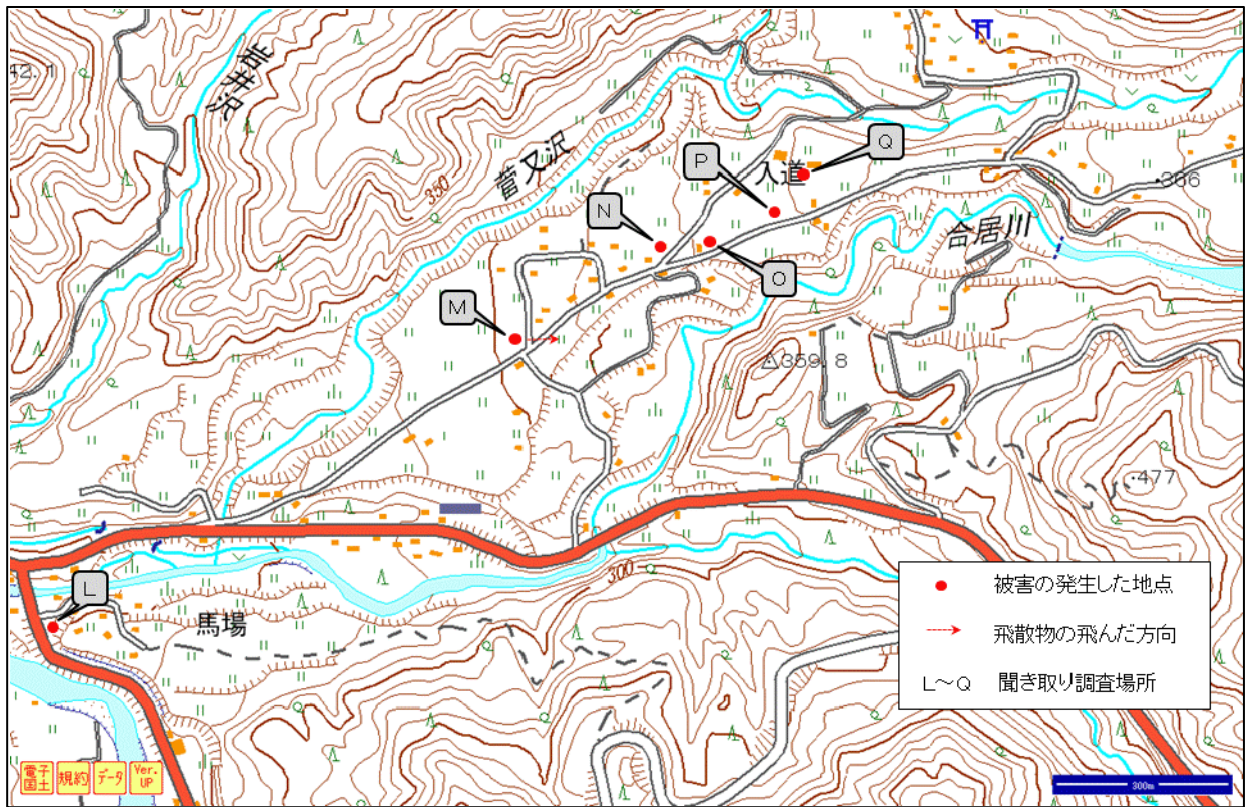 岩井沢
42.1
菅又沢
350
入道
Q
P
N
O
M
合居川
・386
△359.8
・477
300
L
馬場
被害の発生した地点
飛散物の飛んだ方向
L～Q 聞き取り調査場所
電子
国土
規約
データ
Ver.
UP
300m